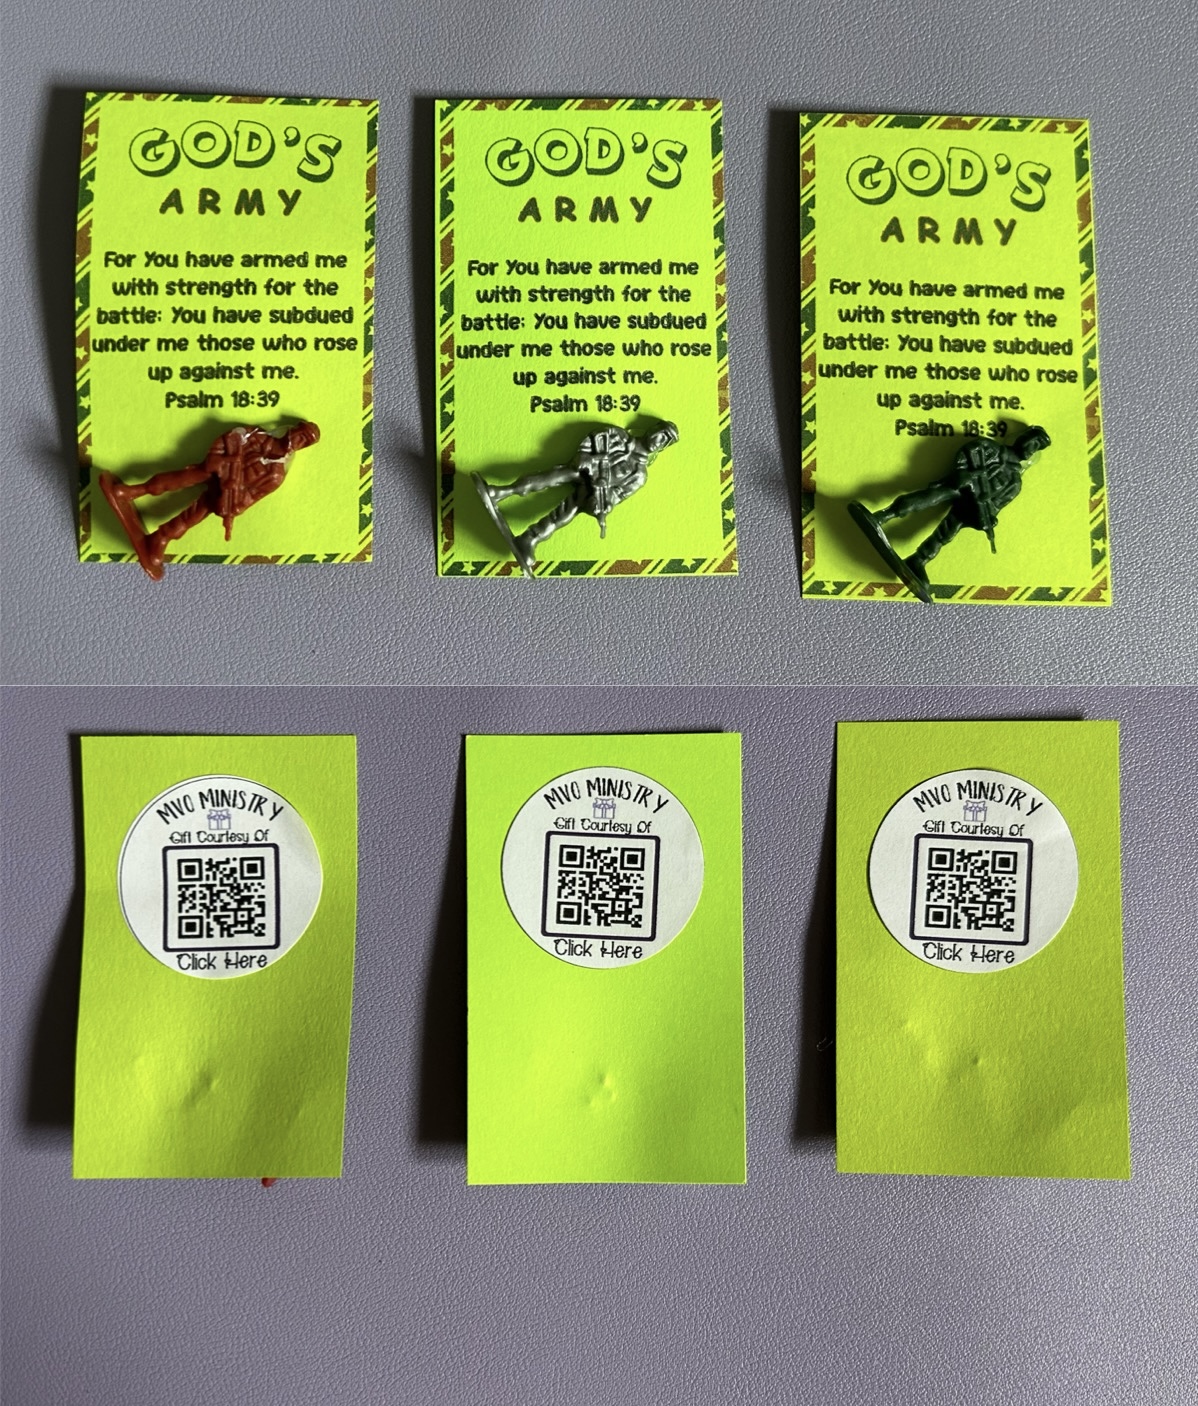 GOD'S
ARMY
For You have armed me
with strength for the
battle: You have subdued
under me those who rose
up against me.
Psalm 18:39
GOD'S
ARMY
For You have armed me
with strength for the
battle: You have subdued
under me those who rose
up against me.
Psalm 18:39
GOD'S
ARMY
For You have armed me
with strength for the
battle: You have subdued
under me those who rose
up against me.
Psalm 18:39
MVO MINISTRY
Gift Courtesy Of
Click Here
MVO MINISTRY
Gift Courtesy Of
Click Here
MVO MINISTRY
Gift Courtesy Of
Click Here